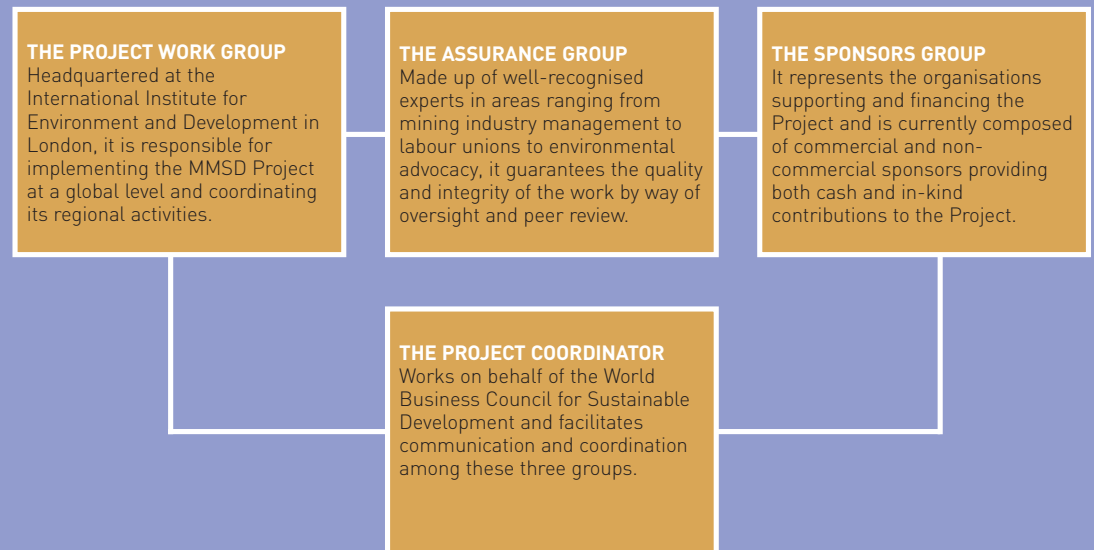 THE PROJECT WORK GROUP
Headquartered at the
International Institute for
Environment and Development in
London, it is responsible for
implementing the MMSD Project
at a global level and coordinating
its regional activities.
THE ASSURANCE GROUP
Made up of well-recognised
experts in areas ranging from
mining industry management to
labour unions to environmental
advocacy, it guarantees the quality
and integrity of the work by way of
oversight and peer review.
THE SPONSORS GROUP
It represents the organisations
supporting and financing the
Project and is currently composed
of commercial and non-
commercial sponsors providing
both cash and in-kind
contributions to the Project.
THE PROJECT COORDINATOR
Works on behalf of the World
Business Council for Sustainable
Development and facilitates
communication and coordination
among these three groups.